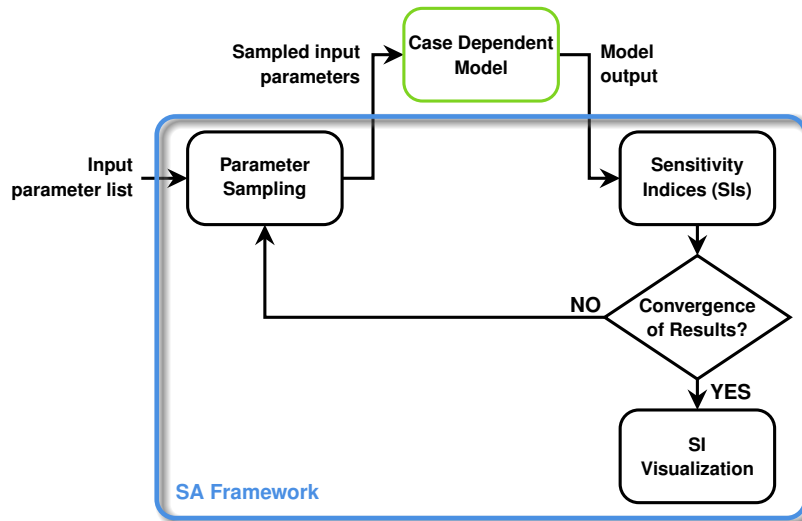 Sampled input
parameters
Case Dependent
Model
Model
output
Input
parameter list
Parameter
Sampling
Sensitivity
Indices (SIs)
NO
Convergence
of Results?
YES
SI
Visualization
SA Framework